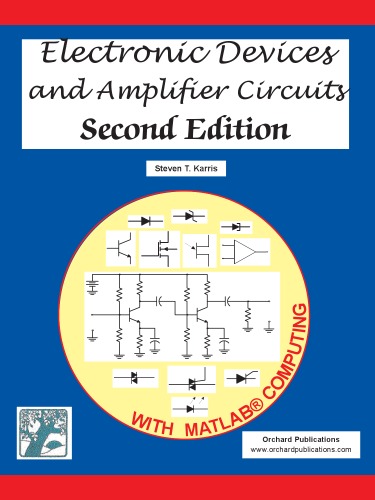 Electronic Devices
and Amplifier Circuits
Second Edition
Steven T. Karris
WITH MATLAB® COMPUTING
Orchard Publications
www.orchardpublications.com